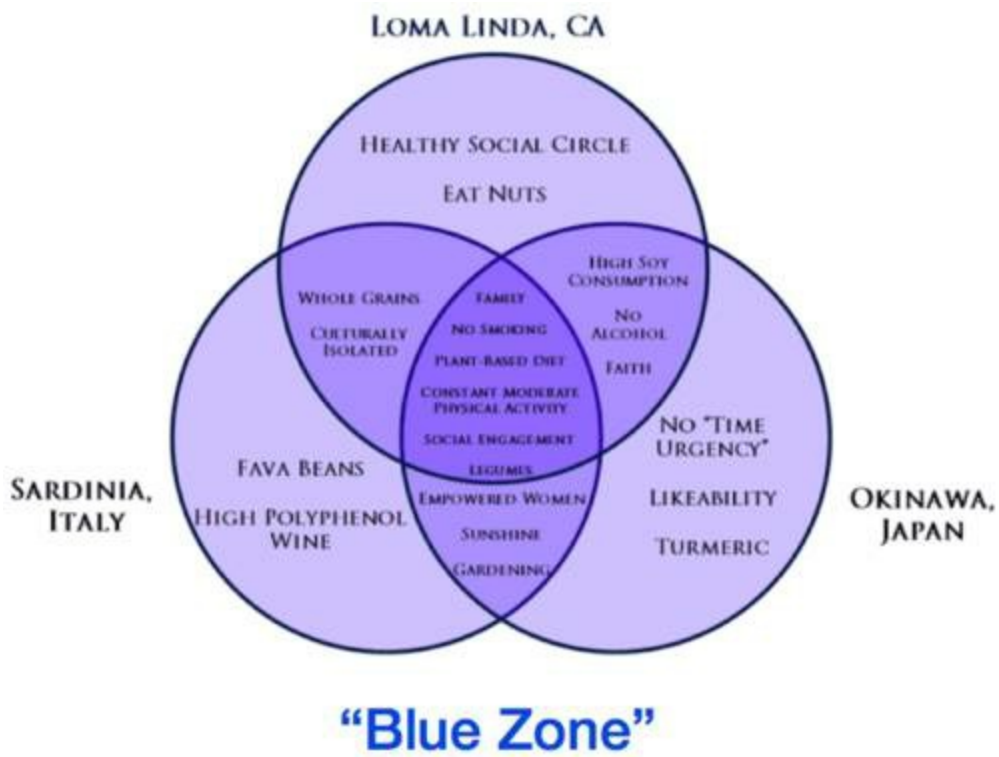 LOMA LINDA, CA
HEALTHY SOCIAL CIRCLE
EAT NUTS
HIGH SOY
CONSUMPTION
NO
ALCOHOL
FAITH
WHOLE GRAINS
CULTURALLY
ISOLATED
FAMILY
NO SMOKING
PLANT-BASED DIET
CONSTANT MODERATE
PHYSICAL ACTIVITY
SOCIAL ENGAGEMENT
LEGUMES
EMPOWERED WOMEN
SUNSHINE
GARDENING
SARDINIA,
ITALY
FAVA BEANS
HIGH POLYPHENOL
WINE
NO "TIME
URGENCY"
LIKEABILITY
TURMERIC
OKINAWA,
JAPAN
“Blue Zone”